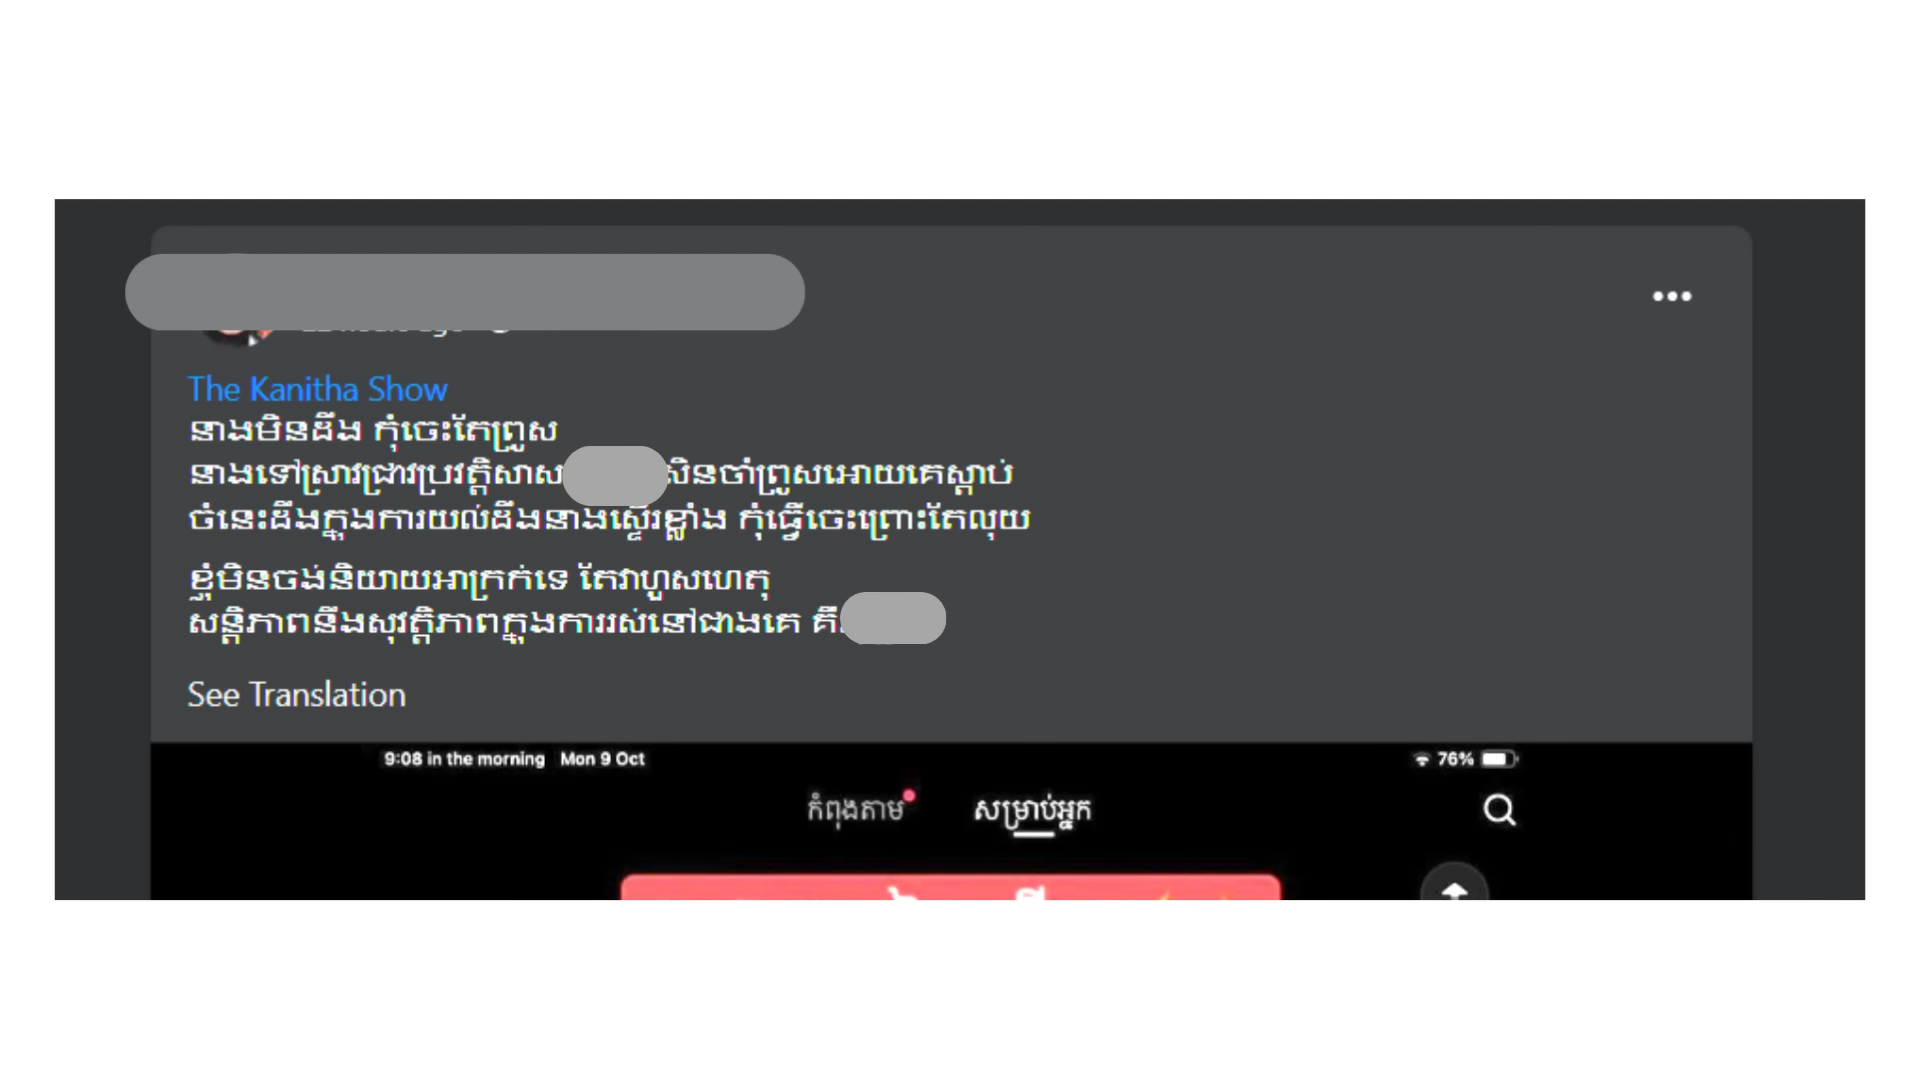 The Kanitha Show
នាងមិនដឹង កុំចេះតែព្រូស
នាងទៅស្រាវជ្រាវប្រវត្តិសាស សិនចាំព្រូសអោយគេស្តាប់
ចំនេះដឹងក្នុងការយល់ដឹងនាងស្ទើរខ្លាំង កុំធ្វើចេះព្រោះតែលុយ
ខ្ញុំមិនចង់និយាយអាក្រក់ទេ តែវាហួសហេតុ
សន្តិភាពនឹងសុវត្តិភាពក្នុងការរស់នៅជាងគេ គឺ
See Translation
9:08 in the morning Mon 9 Oct 76%
កំពុងតាម សម្រាប់អ្នក